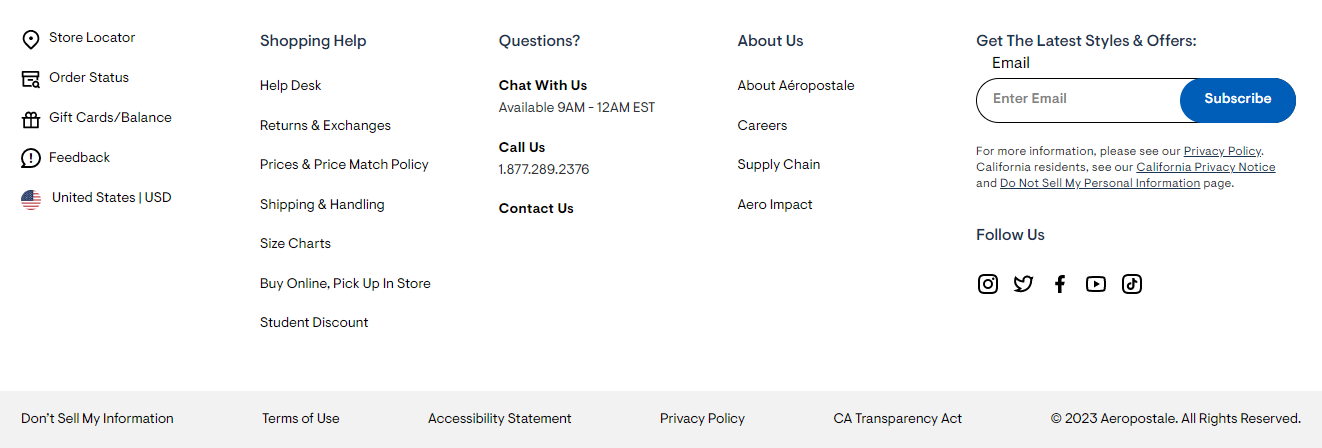 Store Locator
Order Status
Gift Cards/Balance
Feedback
United States | USD
Shopping Help
Help Desk
Returns & Exchanges
Prices & Price Match Policy
Shipping & Handling
Size Charts
Buy Online, Pick Up In Store
Student Discount
Questions?
Chat With Us
Available 9AM - 12AM EST
Call Us
1.877.289.2376
Contact Us
About Us
About Aéropostale
Careers
Supply Chain
Aero Impact
Get The Latest Styles & Offers:
Email
Enter Email
Subscribe
For more information, please see our Privacy Policy.
California residents, see our California Privacy Notice
and Do Not Sell My Personal Information page.
Follow Us
Don't Sell My Information
Terms of Use
Accessibility Statement
Privacy Policy
CA Transparency Act
© 2023 Aeropostale. All Rights Reserved.